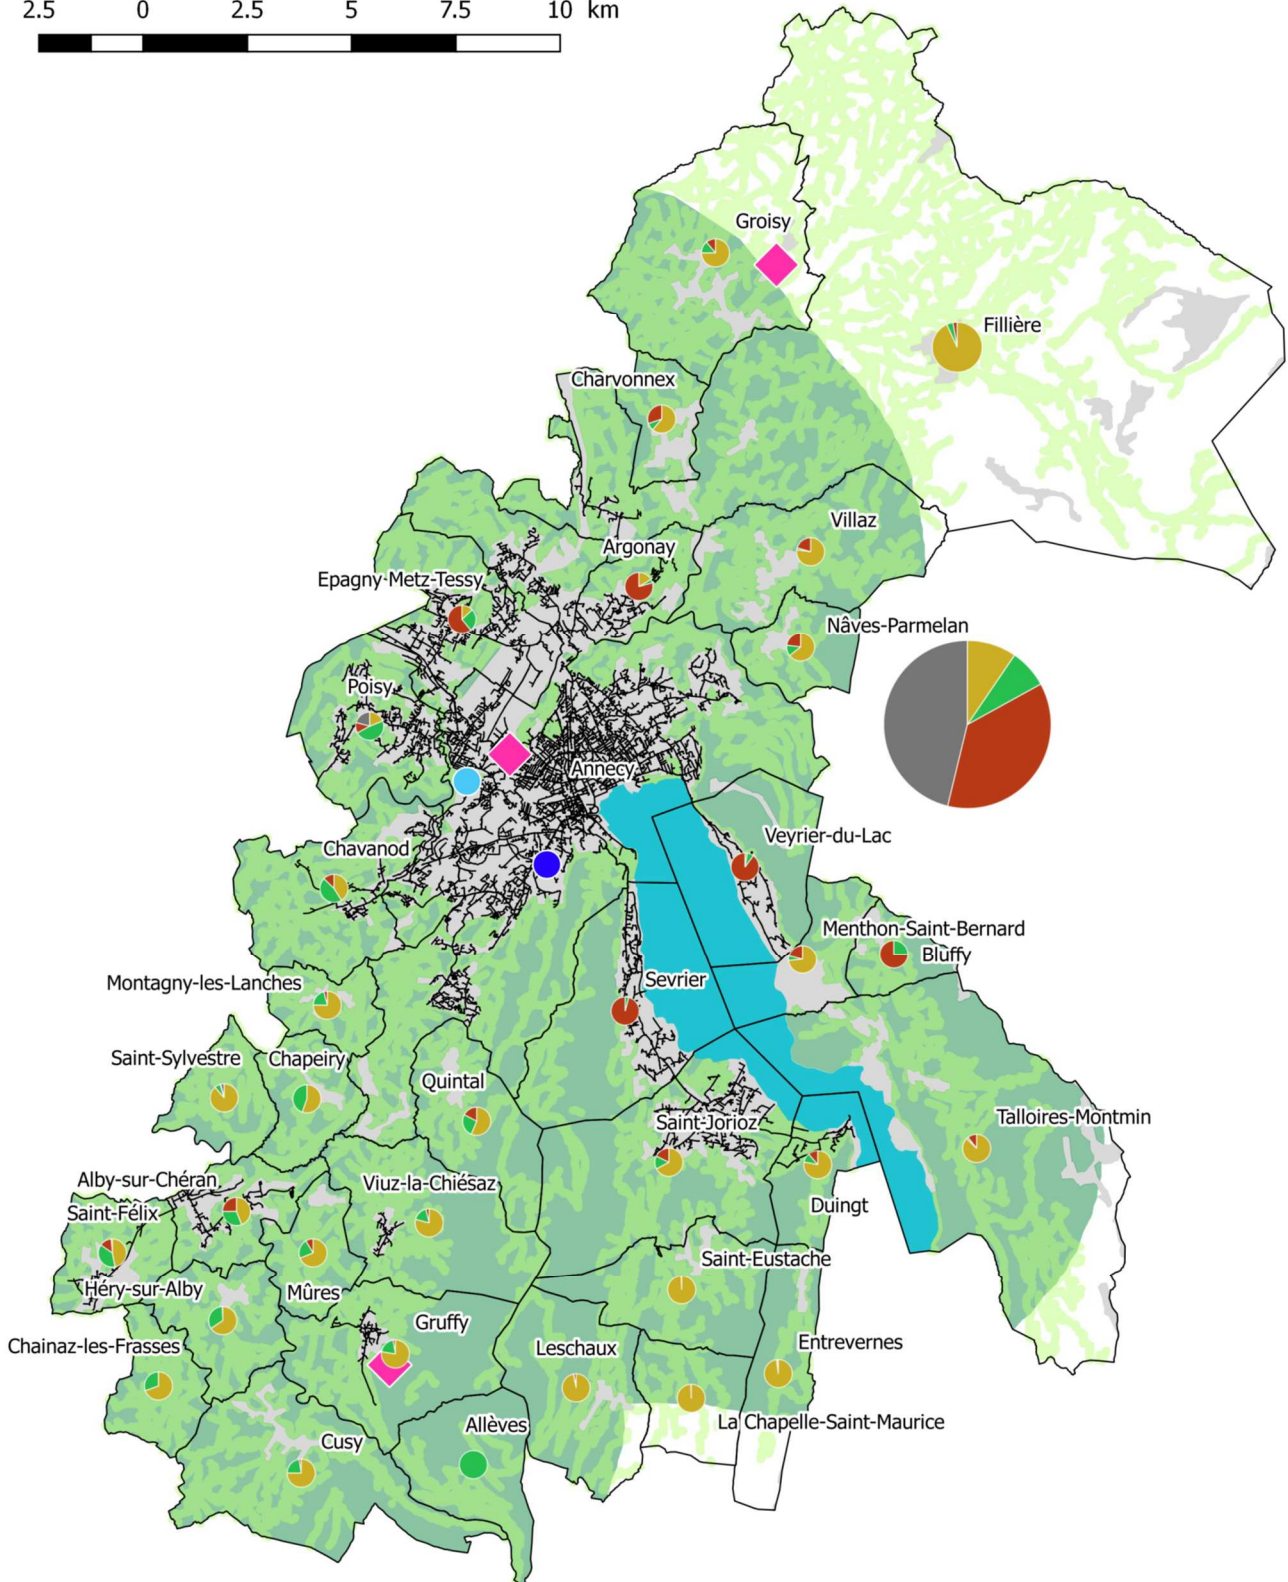 2.5 0 2.5 5 7.5 10 km
Groisy
Fillière
Charvonnex
Villaz
Argonay
Epagny Metz-Tessy
Nâves-Parmelan
Poisy
Annecy
Veyrier-du-Lac
Chavanod
Menthon-Saint-Bernard
Bluffy
Sevrier
Montagny-les-Lanches
Saint-Sylvestre
Chapeiry
Quintal
Talloires-Montmin
Saint-Jorioz
Alby-sur-Chéran
Viuz-la-Chiésaz
Saint-Félix
Duingt
Saint-Eustache
Héry-sur-Alby
Mûres
Gruffy
Entrevernes
Chainaz-les-Frasses
Leschaux
La Chapelle-Saint-Maurice
Allèves
Cusy